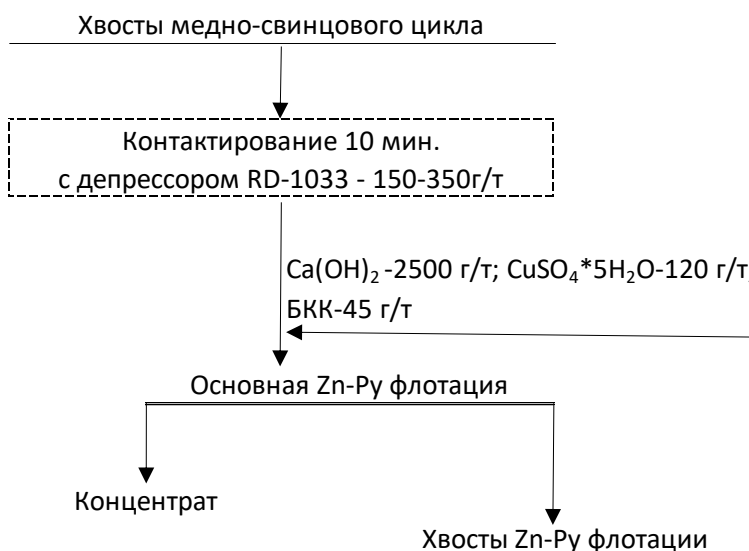 Хвосты медно-свинцового цикла
Контактирование 10 мин.
с депрессором RD-1033 - 150-350г/т
Ca(OH)₂ -2500 г/т; CuSO₄*5H₂O-120 г/т,
БКК-45 г/т
Основная Zn-Py флотация
Концентрат
Хвосты Zn-Py флотации